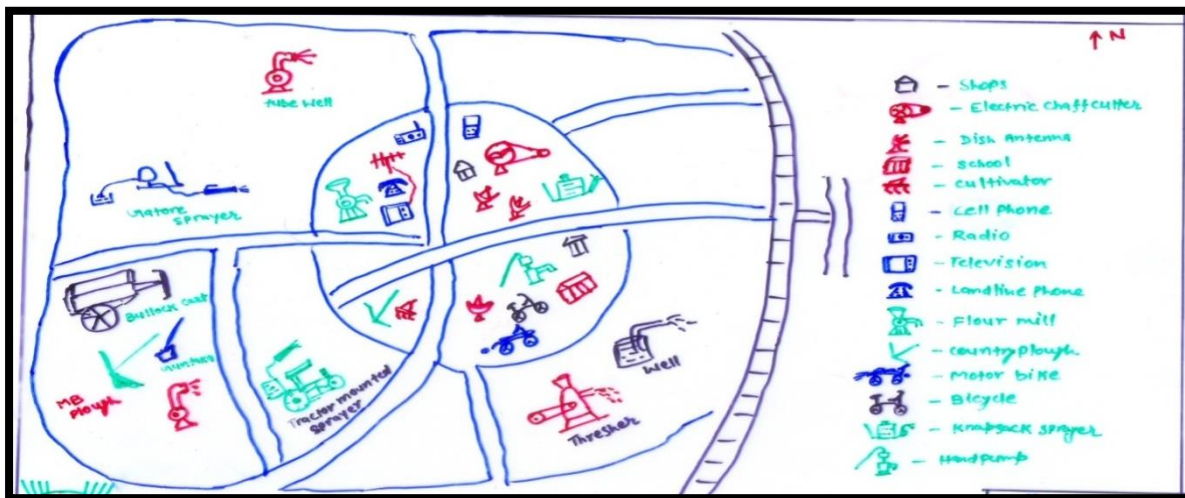 N
Tube Well
Viatore
sprayer
Bullock Cart
MB
Plough
Tractor mounted
sprayer
Well
Thresher
- Shops
- Electric Chaffcutter
- Dish Antenna
- School
- Cultivator
- Cell Phone
- Radio
- Television
- Landline Phone
- Flour mill
- Country Plough
- Motor bike
- Bicycle
- Knapsack Sprayer
- Handpump